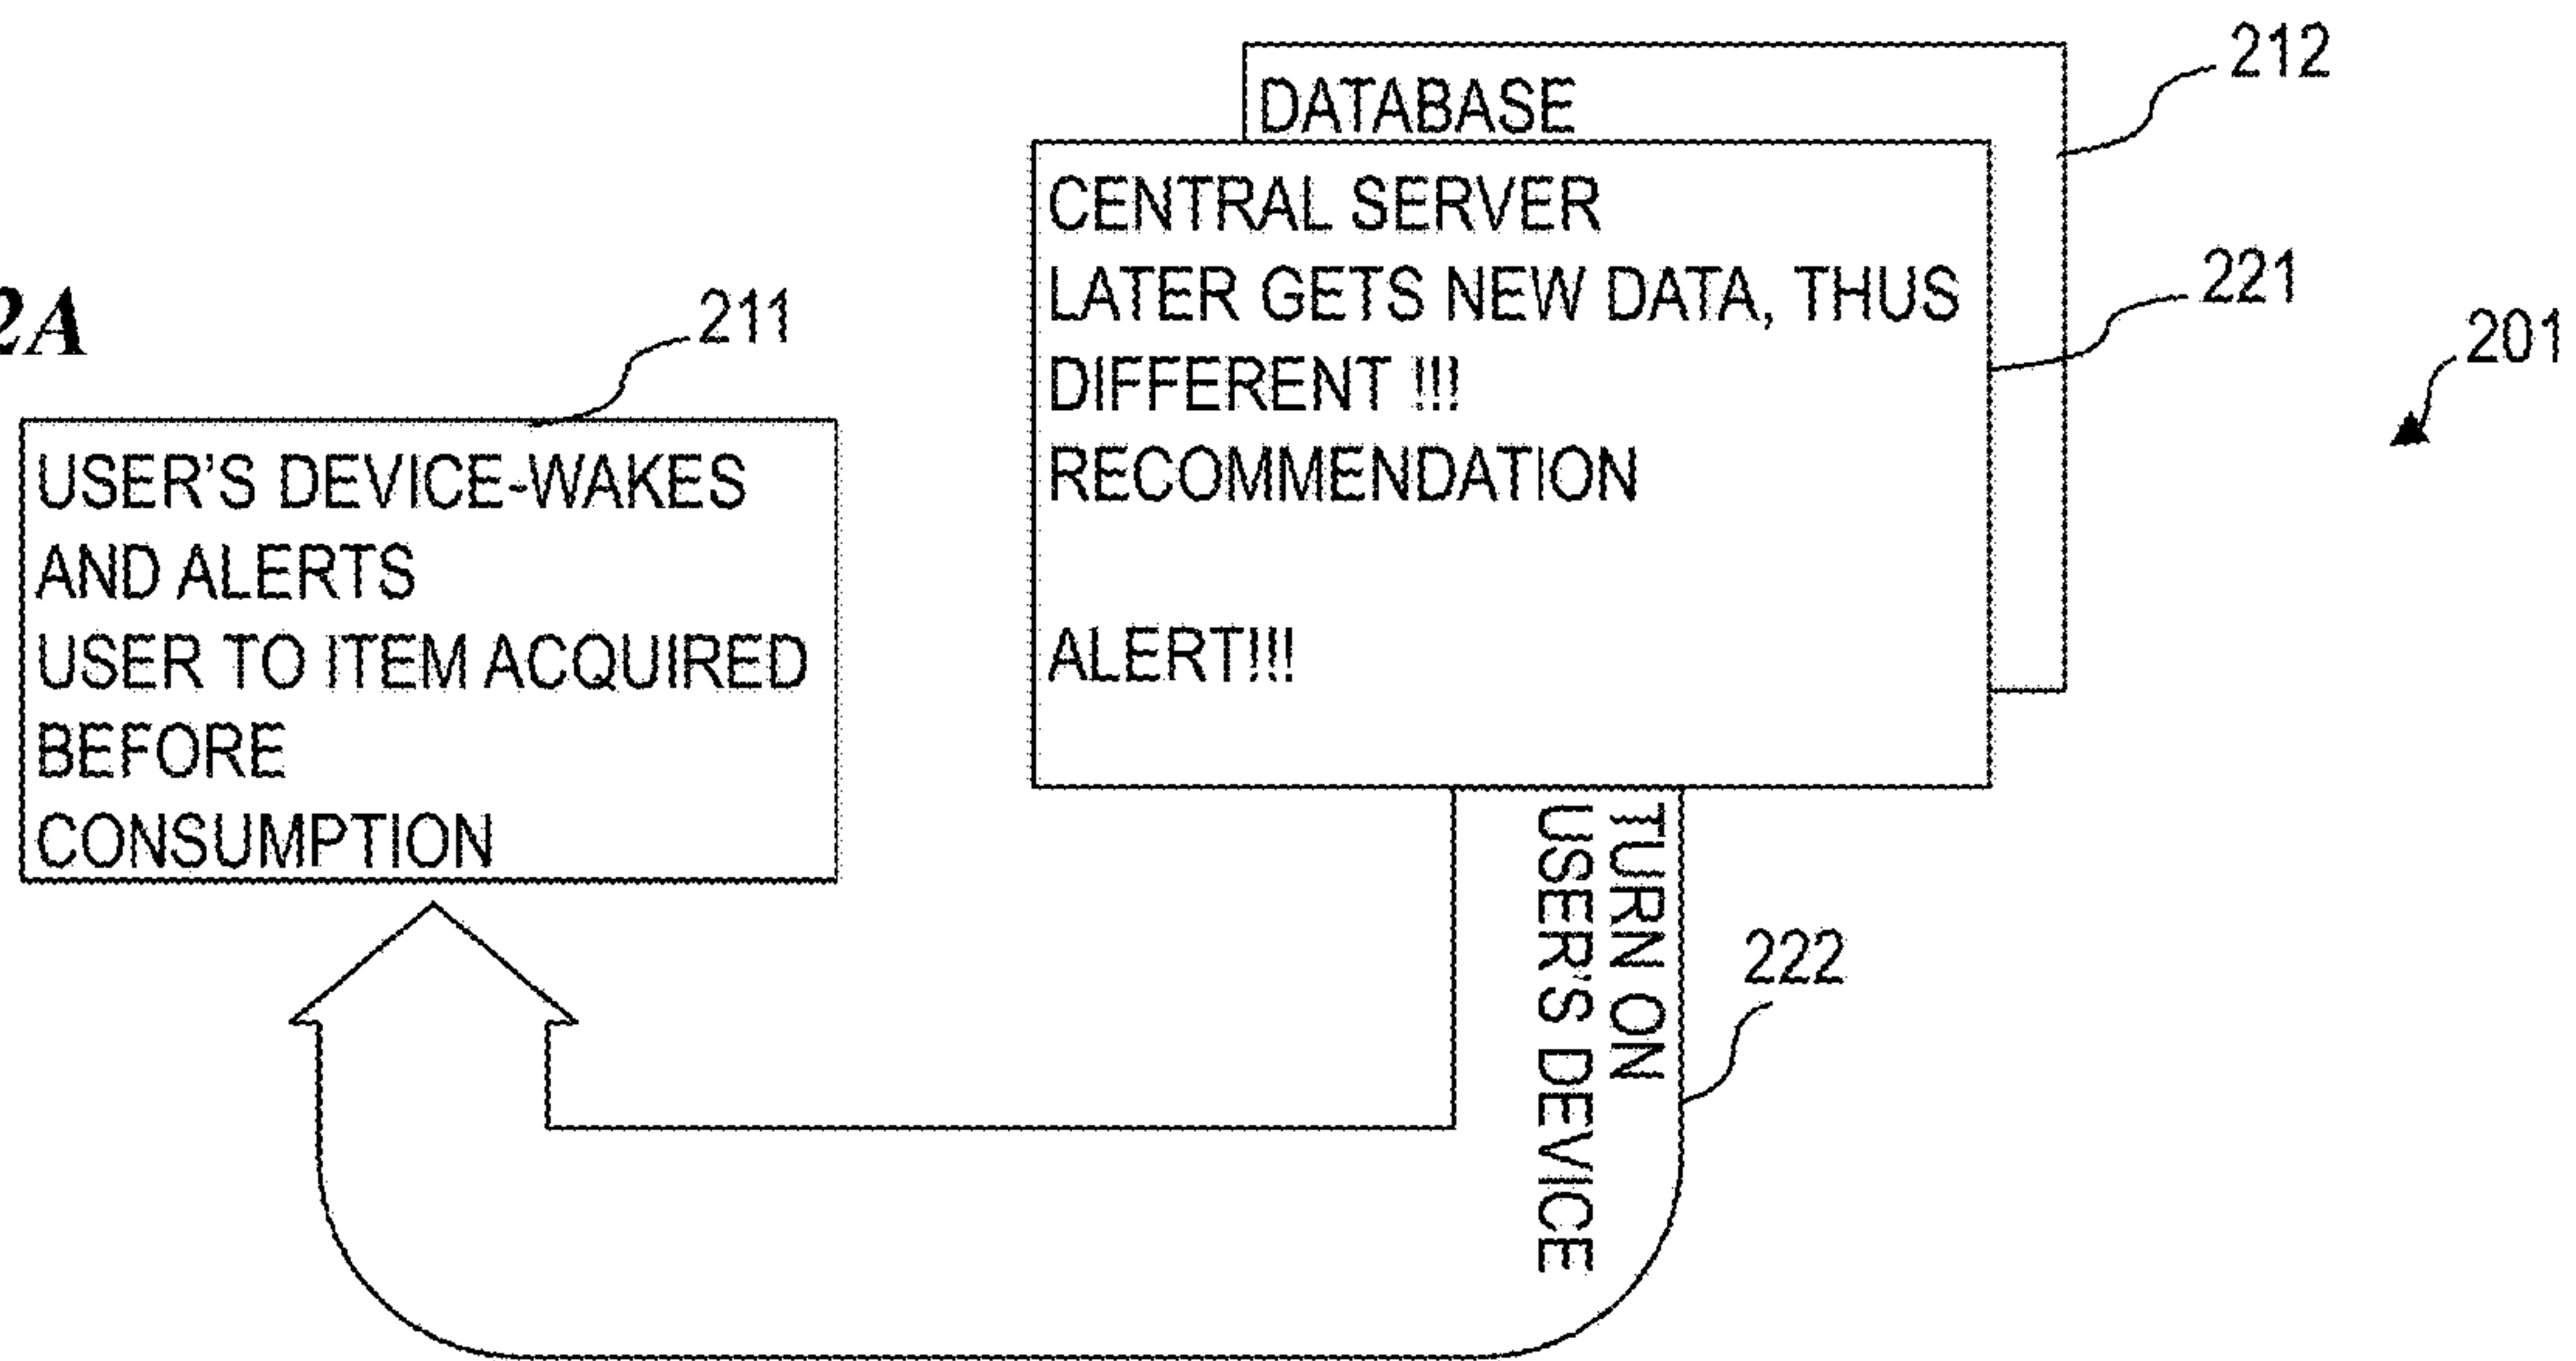 2A
DATABASE
212
CENTRAL SERVER
LATER GETS NEW DATA, THUS
DIFFERENT !!!
RECOMMENDATION
ALERT!!!
221
201
211
USER'S DEVICE-WAKES
AND ALERTS
USER TO ITEM ACQUIRED
BEFORE
CONSUMPTION
TURN ON
USER'S DEVICE
222